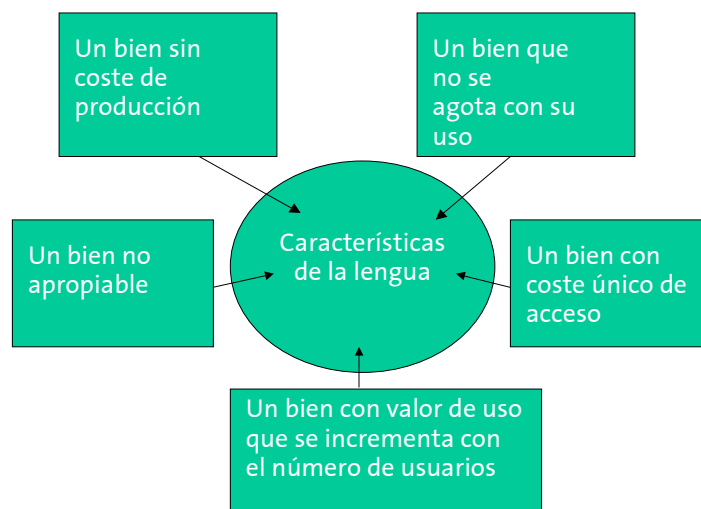 Un bien sin
coste de
producción
Un bien que
no se
agota con su
uso
Características
de la lengua
Un bien no
apropiable
Un bien con
coste único de
acceso
Un bien con valor de uso
que se incrementa con
el número de usuarios